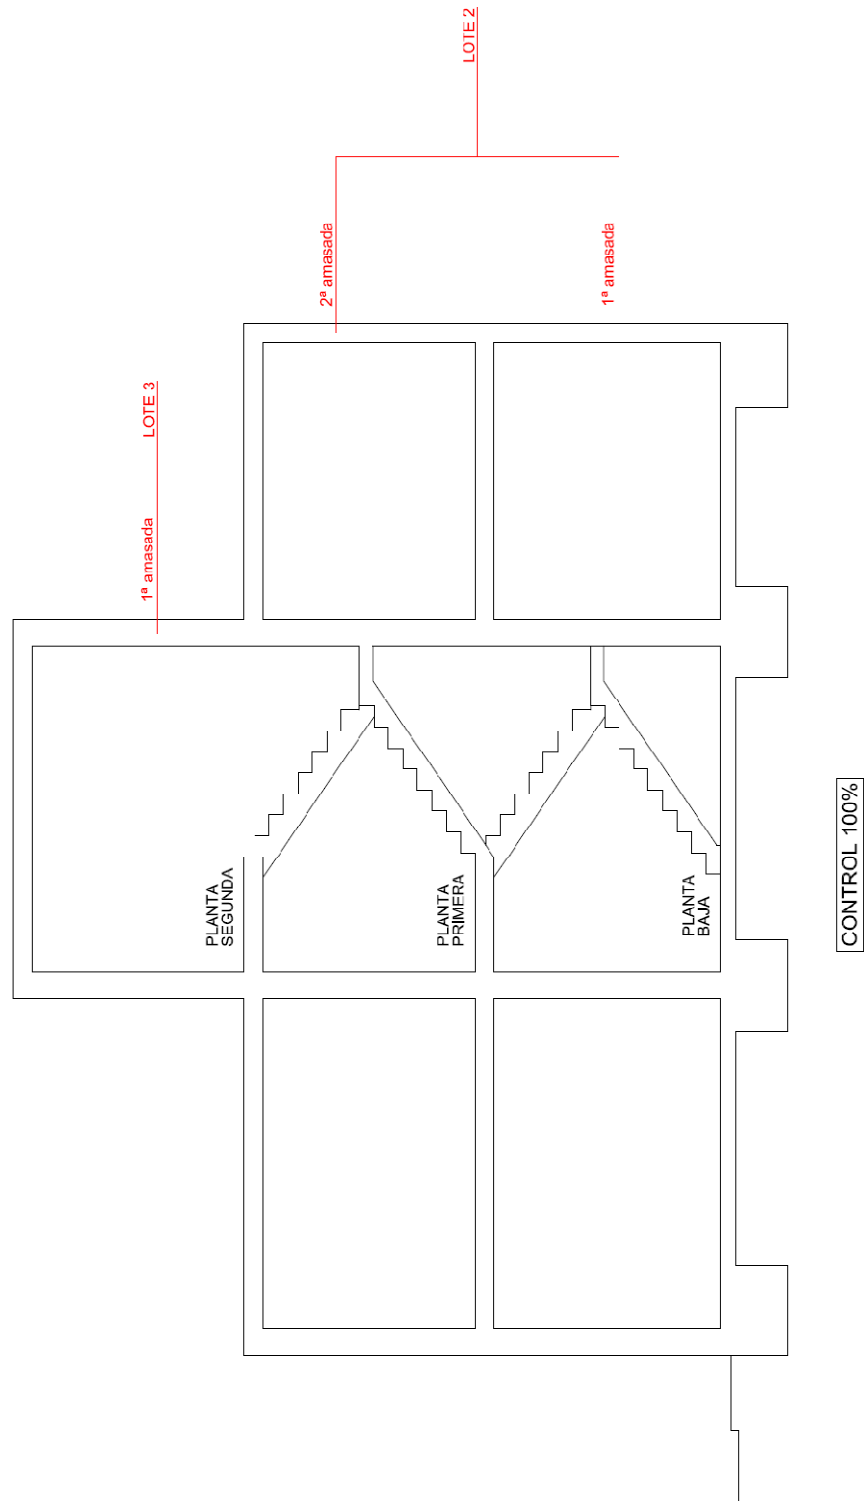 LOTE 2
2ª amasada
1ª amasada
LOTE 3
1ª amasada
PLANTA
SEGUNDA
PLANTA
PRIMERA
PLANTA
BAJA
CONTROL 100%